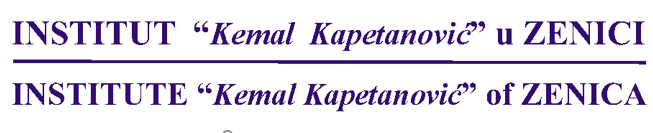 INSTITUT “Kemal Kapetanović” u ZENICI
INSTITUTE “Kemal Kapetanović” of ZENICA